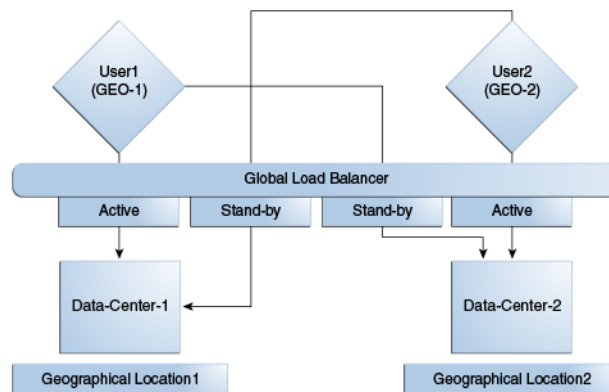 User1
(GEO-1)
User2
(GEO-2)
Global Load Balancer
Active
Stand-by
Stand-by
Active
Data-Center-1
Data-Center-2
Geographical Location1
Geographical Location2